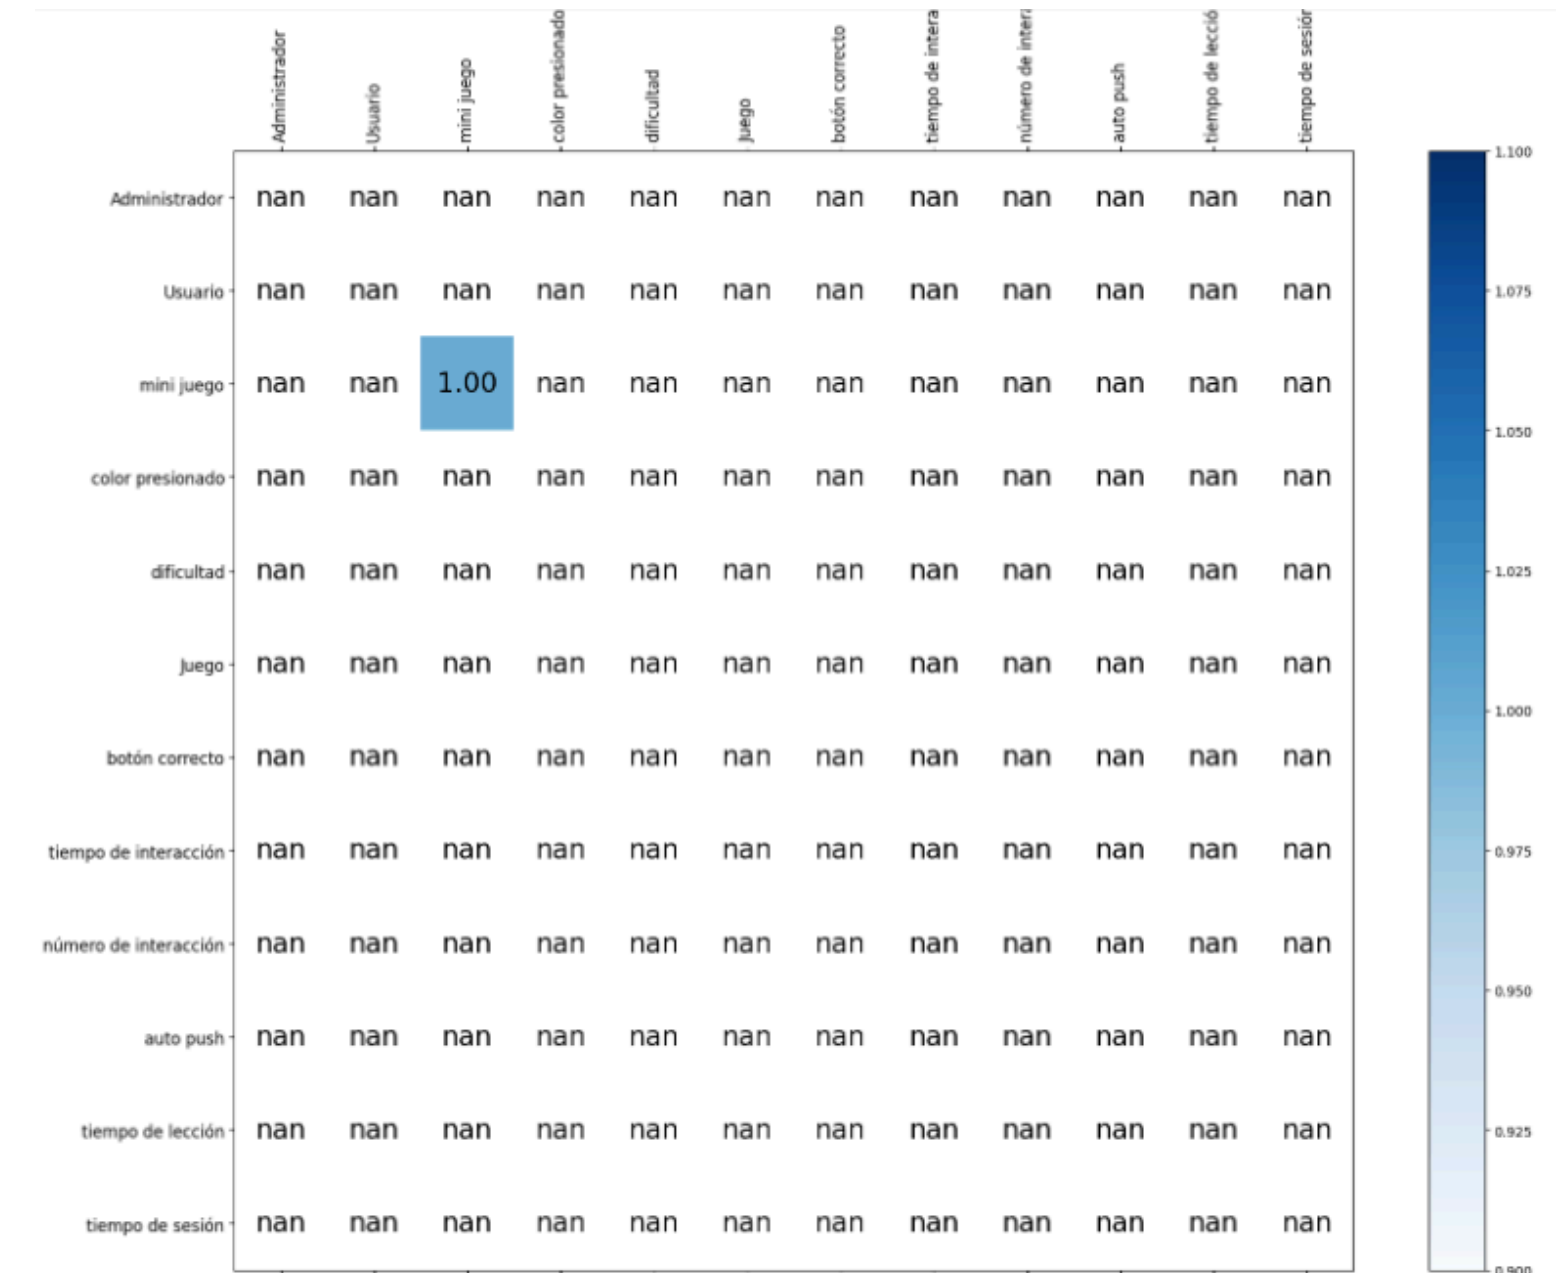 Administrador
Usuario
mini juego
color presionado
dificultad
Juego
botón correcto
tiempo de intera
número de inter
auto push
tiempo de lecció
tiempo de sesión
1.100
Administrador nan nan nan nan nan nan nan nan nan nan nan nan
1.075
Usuario nan nan nan nan nan nan nan nan nan nan nan nan
mini juego nan nan 1.00 nan nan nan nan nan nan nan nan nan
1.050
color presionado nan nan nan nan nan nan nan nan nan nan nan nan
1.025
dificultad nan nan nan nan nan nan nan nan nan nan nan nan
Juego nan nan nan nan nan nan nan nan nan nan nan nan
1.000
botón correcto nan nan nan nan nan nan nan nan nan nan nan nan
tiempo de interacción nan nan nan nan nan nan nan nan nan nan nan nan
0.975
número de interacción nan nan nan nan nan nan nan nan nan nan nan nan
0.950
auto push nan nan nan nan nan nan nan nan nan nan nan nan
tiempo de lección nan nan nan nan nan nan nan nan nan nan nan nan
0.925
tiempo de sesión nan nan nan nan nan nan nan nan nan nan nan nan
0.900